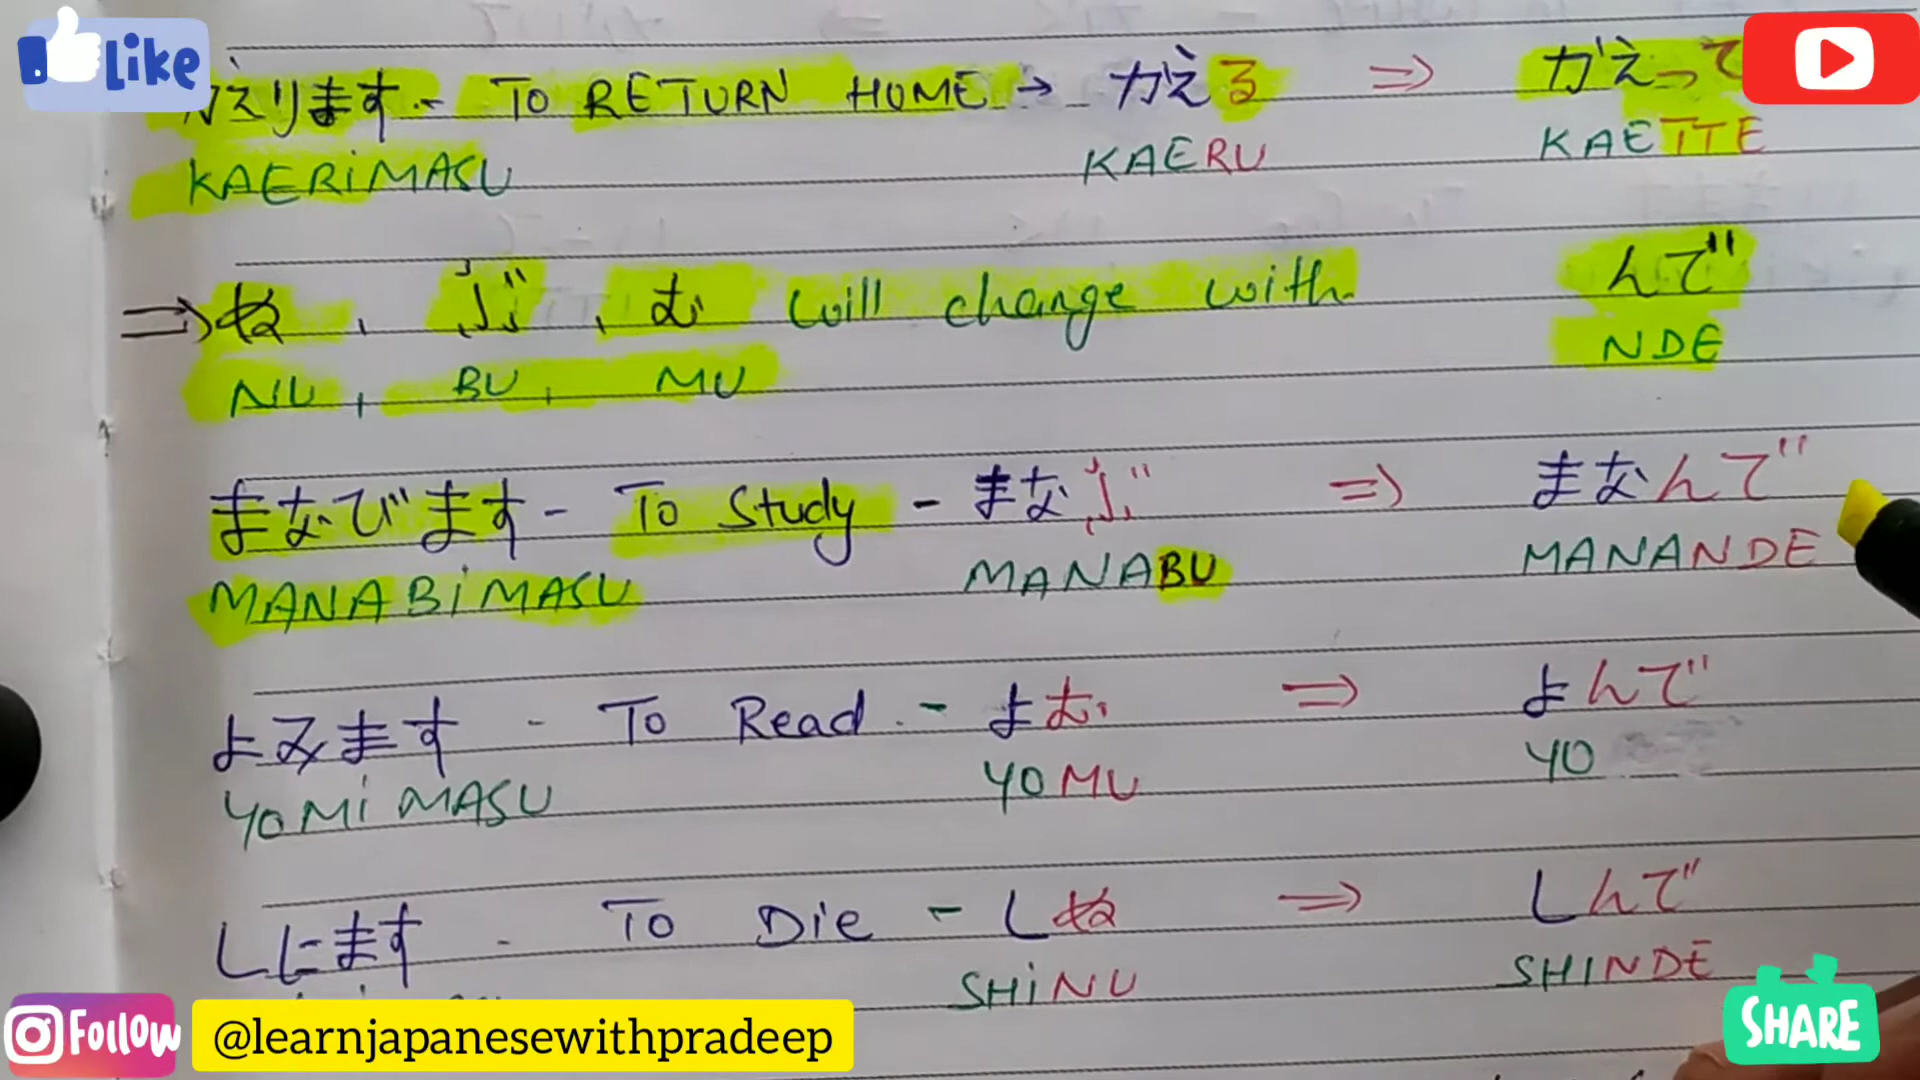 Like
かえります - TO RETURN HOME → かえる ⇒ かえって
KAERIMASU KAERU KAETTE
⇒ ぬ, ぶ, む will change with んで
NU, BU, MU NDE
まなびます - To Study - まなぶ ⇒ まなんで
MANABIMASU MANABU MANANDE
よみます - To Read - よむ ⇒ よんで
YOMIMASU YOMU YO
しにます - To Die - しぬ ⇒ しんで
SHINU SHINDE
Follow @learnjapanesewithpradeep SHARE